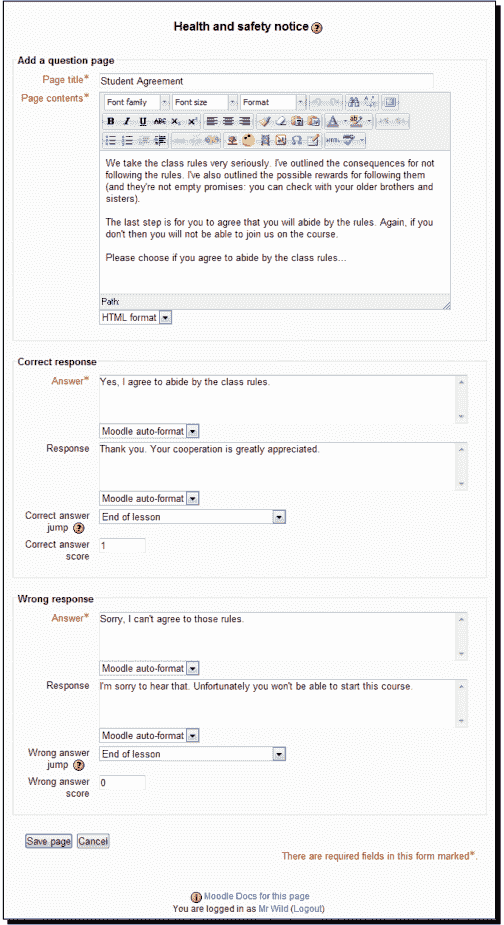 Health and safety notice
Add a question page
Page title* Student Agreement
Page contents*
Font family Font size Format
B I U ABC x₂ x²
HTML
We take the class rules very seriously. I've outlined the consequences for not
following the rules. I've also outlined the possible rewards for following them
(and they're not empty promises: you can check with your older brothers and
sisters).
The last step is for you to agree that you will abide by the rules. Again, if you
don't then you will not be able to join us on the course.
Please choose if you agree to abide by the class rules...
Path:
HTML format
Correct response
Answer* Yes, I agree to abide by the class rules.
Moodle auto-format
Response Thank you. Your cooperation is greatly appreciated.
Moodle auto-format
Correct answer
jump End of lesson
Correct answer
score 1
Wrong response
Answer* Sorry, I can't agree to those rules.
Moodle auto-format
Response I'm sorry to hear that. Unfortunately you won't be able to start this course.
Moodle auto-format
Wrong answer
jump End of lesson
Wrong answer
score 0
Save page Cancel
There are required fields in this form marked*.
Moodle Docs for this page
You are logged in as Mr Wild (Logout)